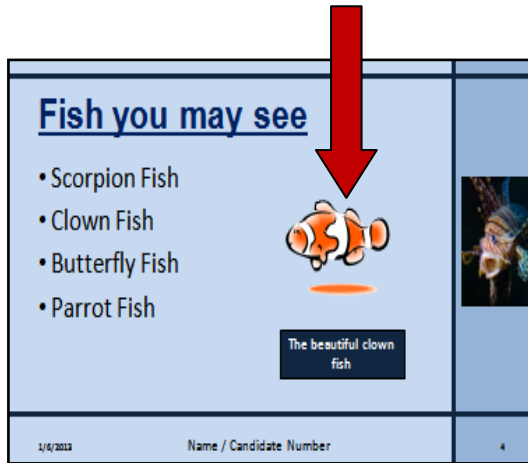 Fish you may see
• Scorpion Fish
• Clown Fish
• Butterfly Fish
• Parrot Fish
The beautiful clown
fish
1/6/2013
Name / Candidate Number
4